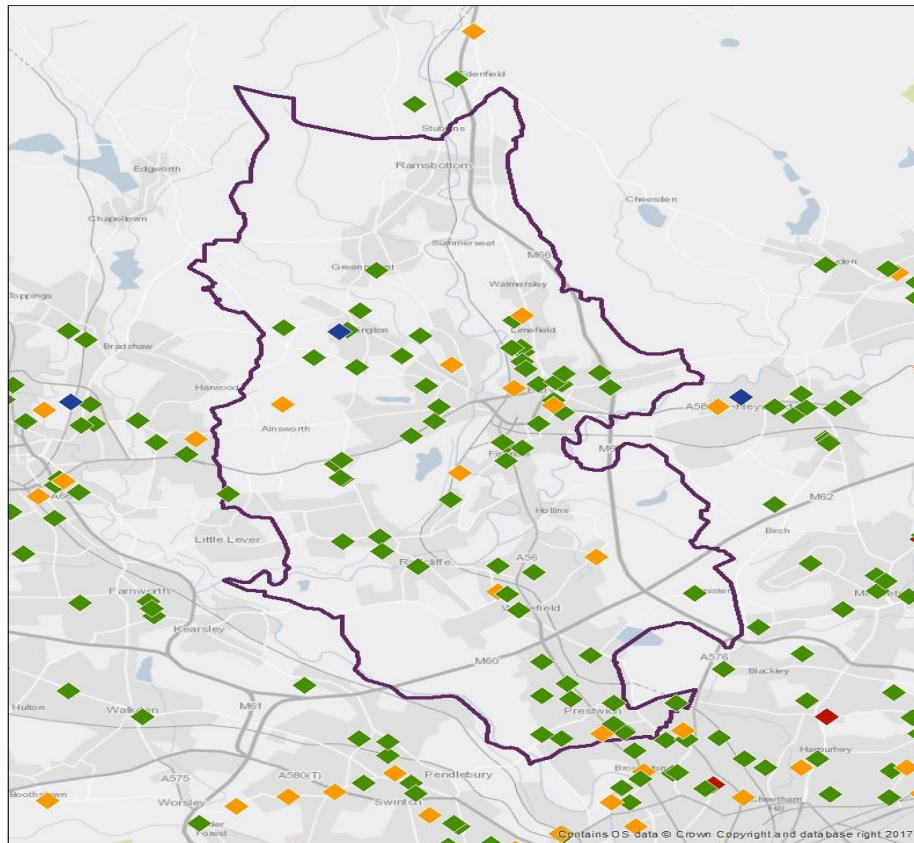 Edenfield
Stubbins
Edgworth
Ramsbottom
Cheesden
Chapeltown
Summerseat
M66
Greenmount
Walmersley
Toppings
Limefield
Bradshaw
Harwood
A58
Heywood
Ainsworth
M62
Hollins
Birch
Little Lever
A56
Radcliffe
Farnworth
Whitefield
Kearsley
M60
A576
Blackley
Hulton
Walkden
M61
Prestwich
Harpurhey
A575
A580(T)
Pendlebury
Boothstown
Worsley
Swinton
Cheetham
Hill
Forest
Contains OS data © Crown Copyright and database right 2017